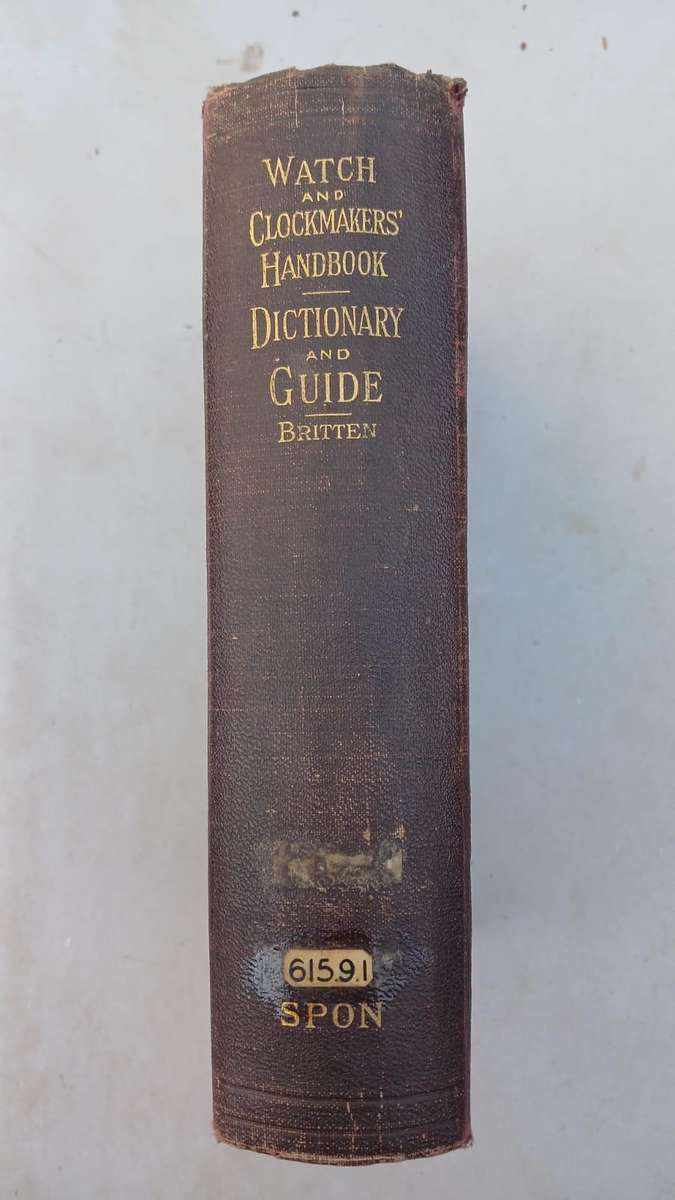 WATCH
AND
CLOCKMAKERS'
HANDBOOK
DICTIONARY
AND
GUIDE
BRITTEN
615.9.1
SPON